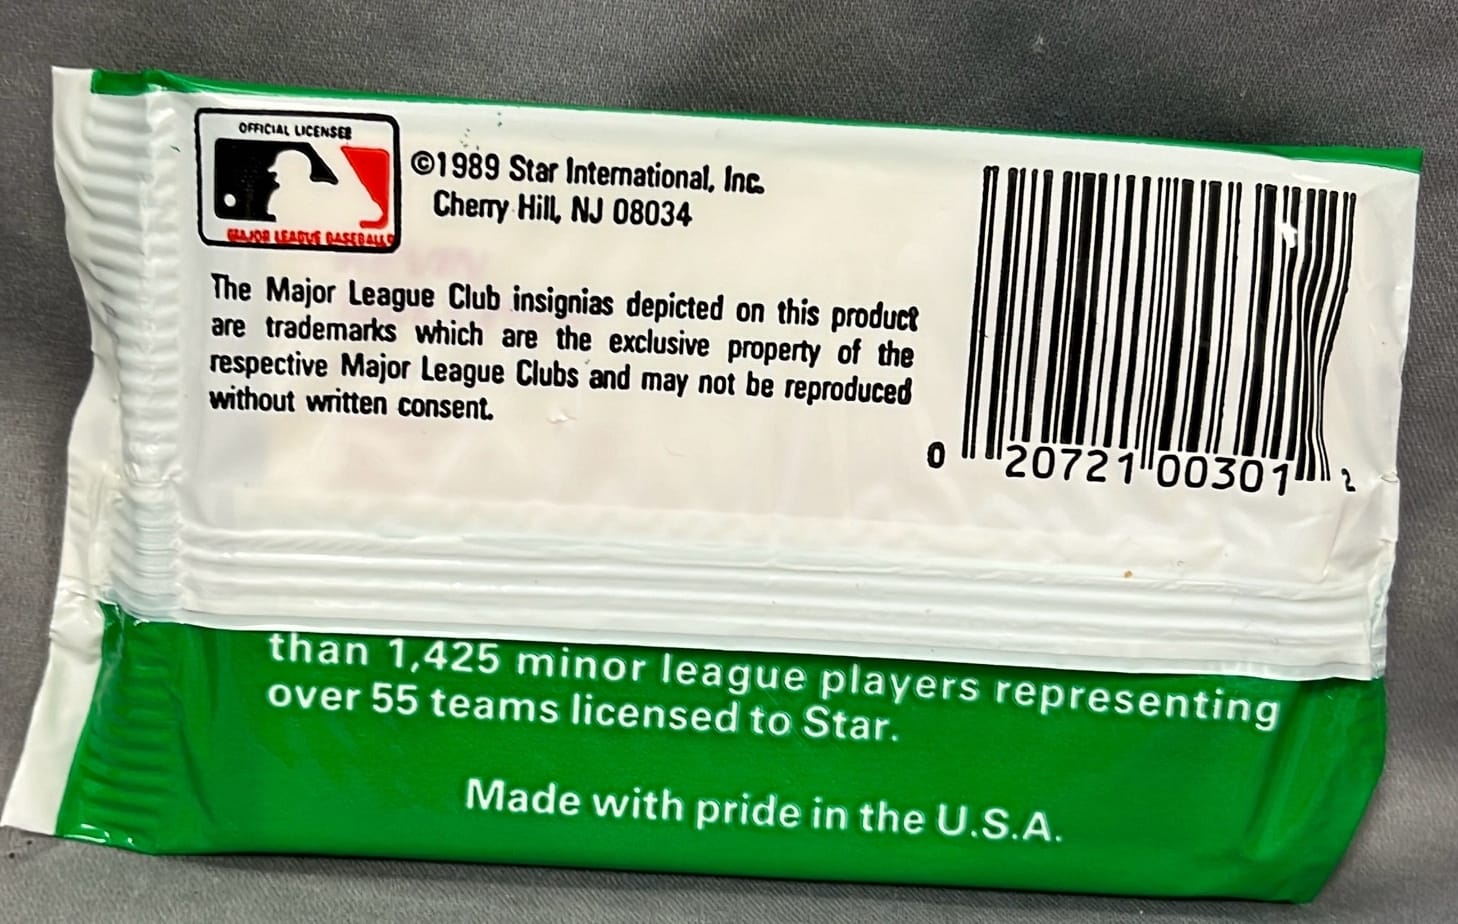 OFFICIAL LICENSEE
MAJOR LEAGUE BASEBALL®
©1989 Star International, Inc.
Cherry Hill, NJ 08034
The Major League Club insignias depicted on this product
are trademarks which are the exclusive property of the
respective Major League Clubs and may not be reproduced
without written consent.
0 20721 00301 2
than 1,425 minor league players representing
over 55 teams licensed to Star.
Made with pride in the U.S.A.